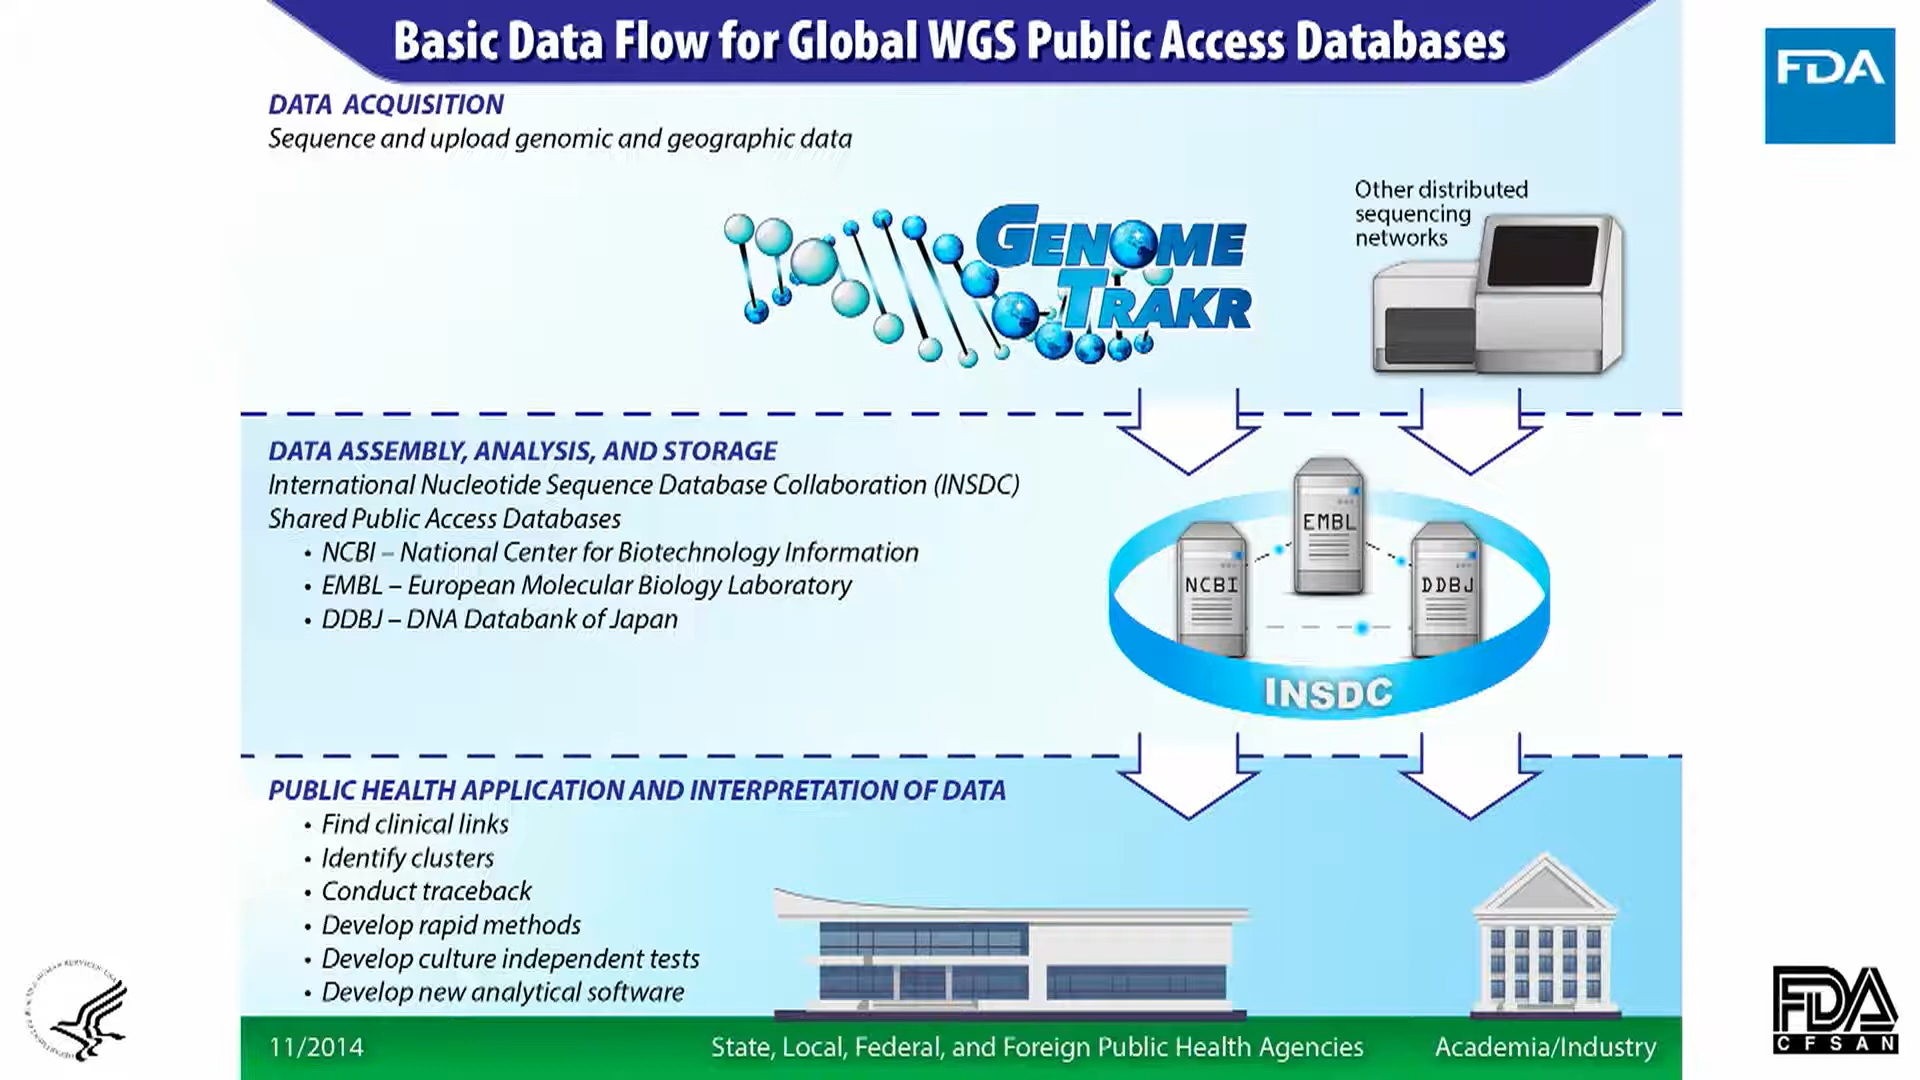 Basic Data Flow for Global WGS Public Access Databases
FDA
DATA ACQUISITION
Sequence and upload genomic and geographic data
Other distributed
sequencing
networks
GENOME
TRAKR
DATA ASSEMBLY, ANALYSIS, AND STORAGE
International Nucleotide Sequence Database Collaboration (INSDC)
Shared Public Access Databases
• NCBI – National Center for Biotechnology Information
• EMBL – European Molecular Biology Laboratory
• DDBJ – DNA Databank of Japan
EMBL
NCBI
DDBJ
INSDC
PUBLIC HEALTH APPLICATION AND INTERPRETATION OF DATA
• Find clinical links
• Identify clusters
• Conduct traceback
• Develop rapid methods
• Develop culture independent tests
• Develop new analytical software
11/2014
State, Local, Federal, and Foreign Public Health Agencies
Academia/Industry
FDA
CFSAN